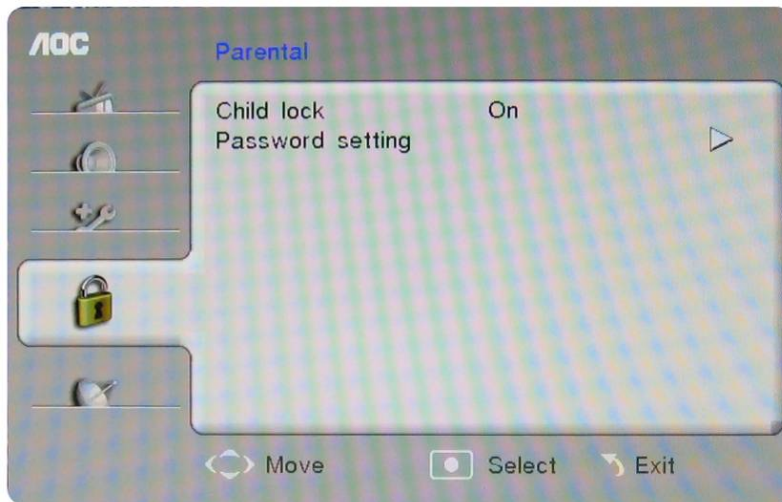 AOC
Parental
Child lock On
Password setting
Move Select Exit